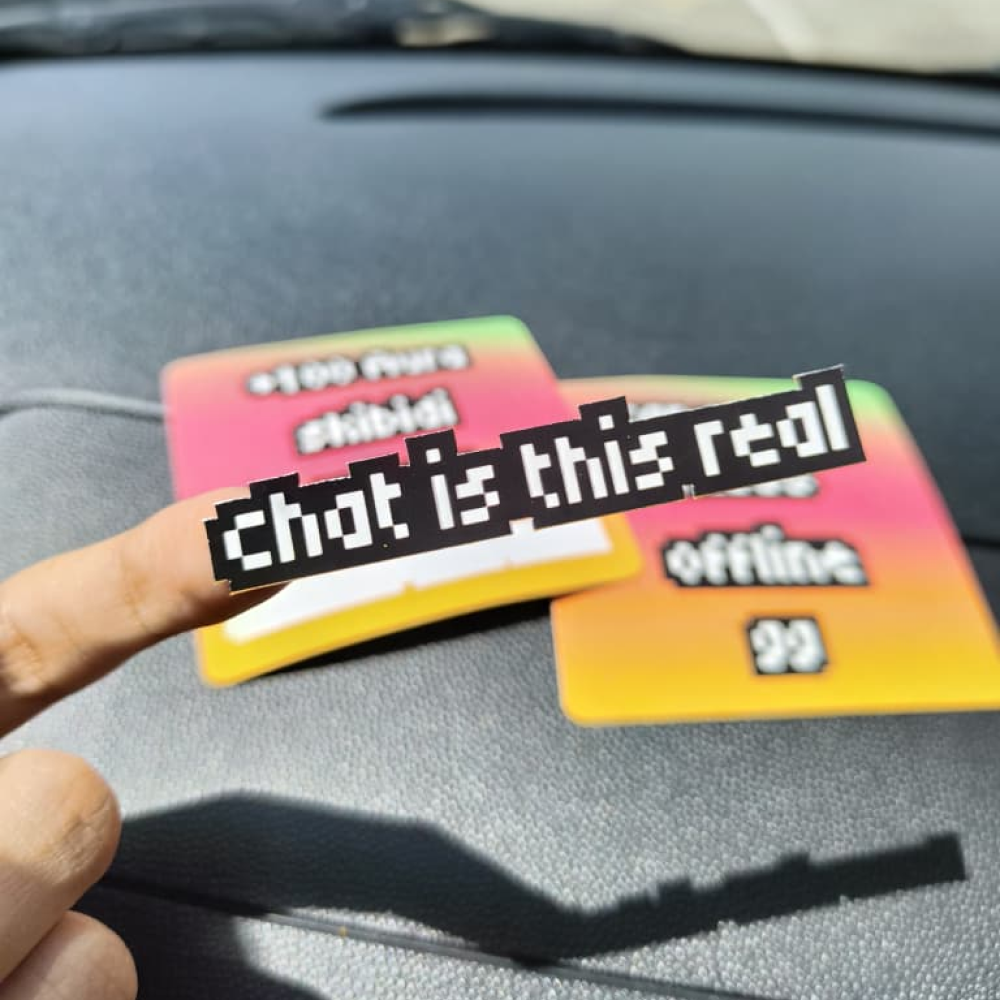 +100 Aura
skibidi
chat is this real
offline
gg